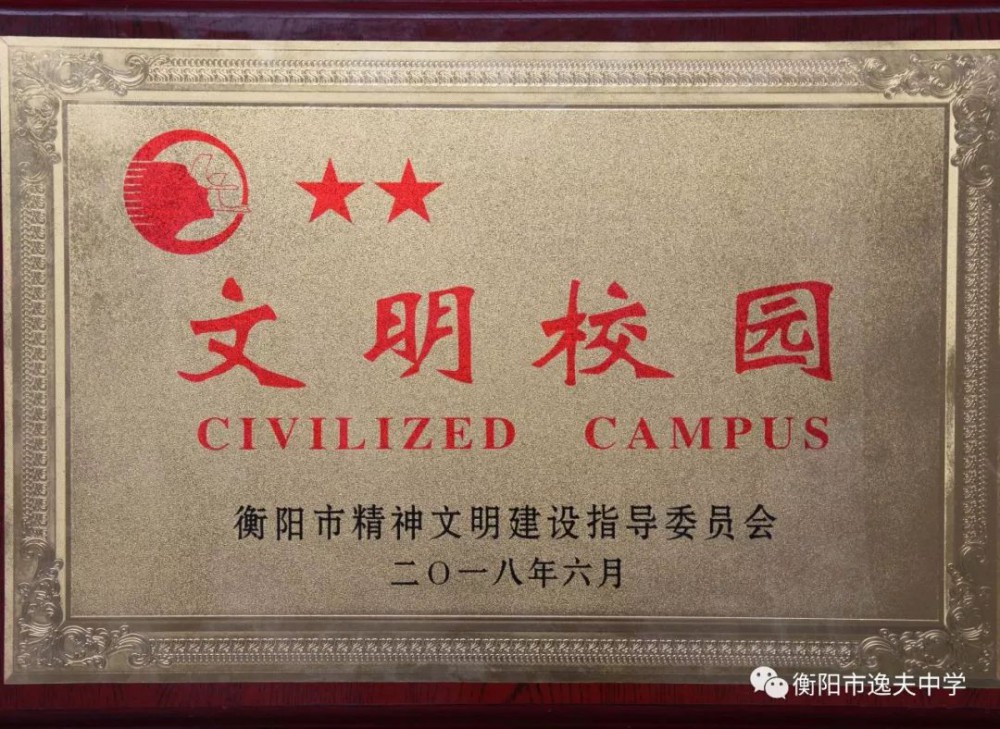 文明校园
CIVILIZED CAMPUS
衡阳市精神文明建设指导委员会
二〇一八年六月
衡阳市逸夫中学